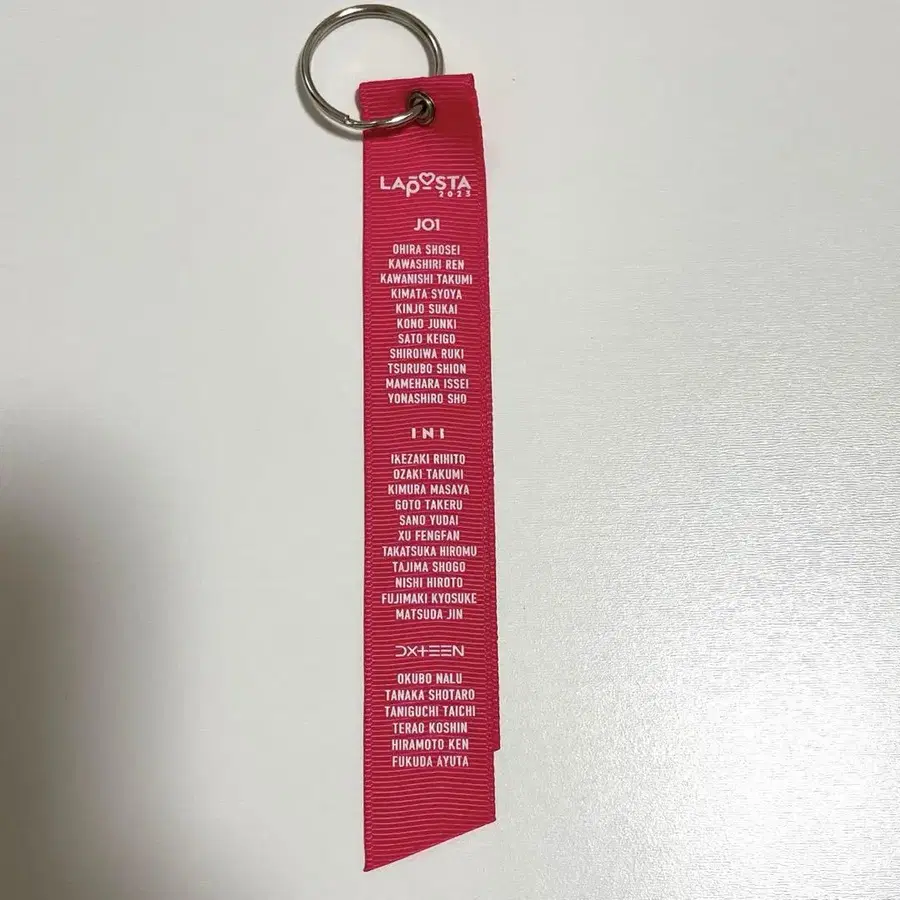 LAPOSTA
2023
JO1
OHIRA SHOSEI
KAWASHIRI REN
KAWANISHI TAKUMI
KIMATA SYOYA
KINJO SUKAI
KONO JUNKI
SATO KEIGO
SHIROIWA RUKI
TSURUBO SHION
MAMEHARA ISSEI
YONASHIRO SHO
INI
IKEZAKI RIHITO
OZAKI TAKUMI
KIMURA MASAYA
GOTO TAKERU
SANO YUDAI
XU FENGFAN
TAKATSUKA HIROMU
TAJIMA SHOGO
NISHI HIROTO
FUJIMAKI KYOSUKE
MATSUDA JIN
DXTEEN
OKUBO NALU
TANAKA SHOTARO
TANIGUCHI TAICHI
TERAO KOSHIN
HIRAMOTO KEN
FUKUDA AYUTA